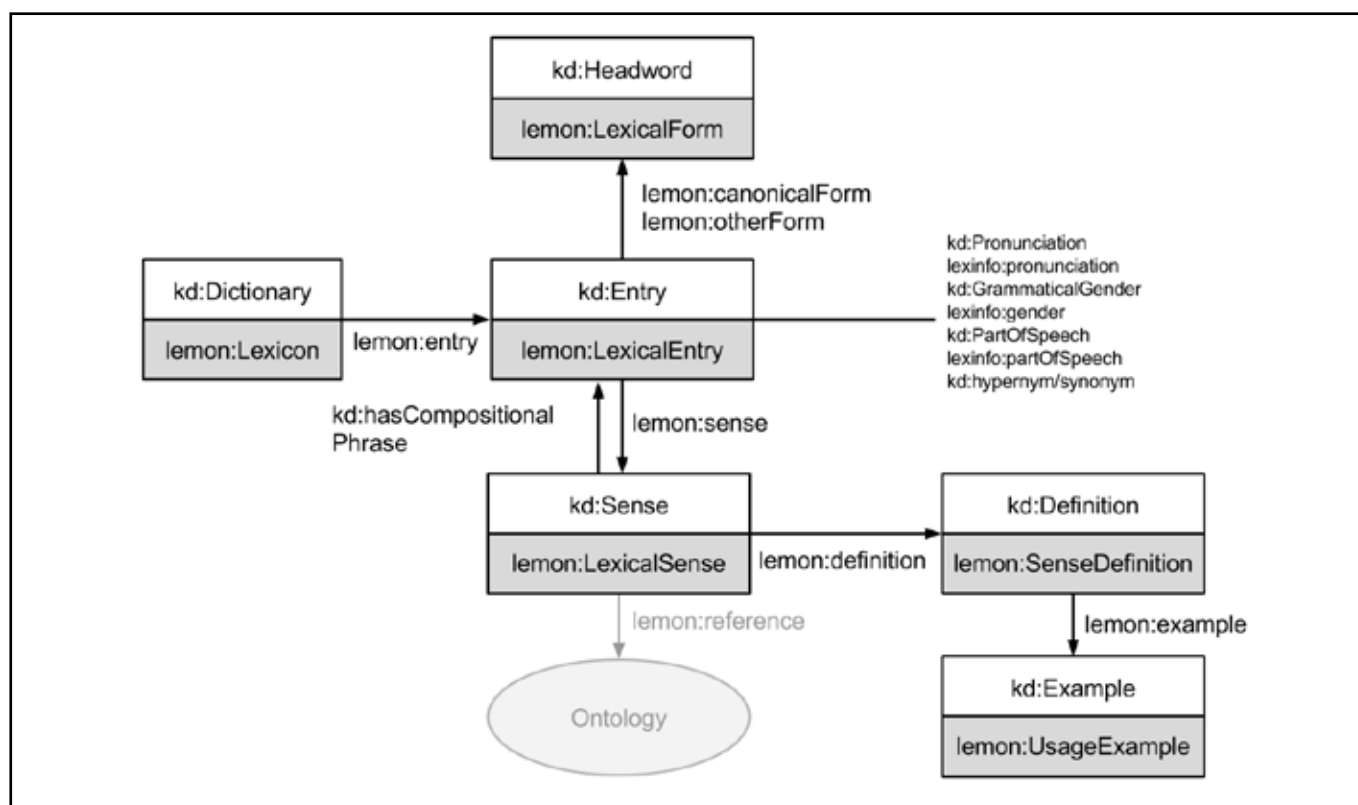 kd:Headword
lemon:LexicalForm
lemon:canonicalForm
lemon:otherForm
kd:Dictionary
lemon:Lexicon
lemon:entry
kd:Entry
lemon:LexicalEntry
kd:Pronunciation
lexinfo:pronunciation
kd:GrammaticalGender
lexinfo:gender
kd:PartOfSpeech
lexinfo:partOfSpeech
kd:hypernym/synonym
kd:hasCompositional
Phrase
lemon:sense
kd:Sense
lemon:LexicalSense
lemon:definition
kd:Definition
lemon:SenseDefinition
lemon:reference
Ontology
lemon:example
kd:Example
lemon:UsageExample